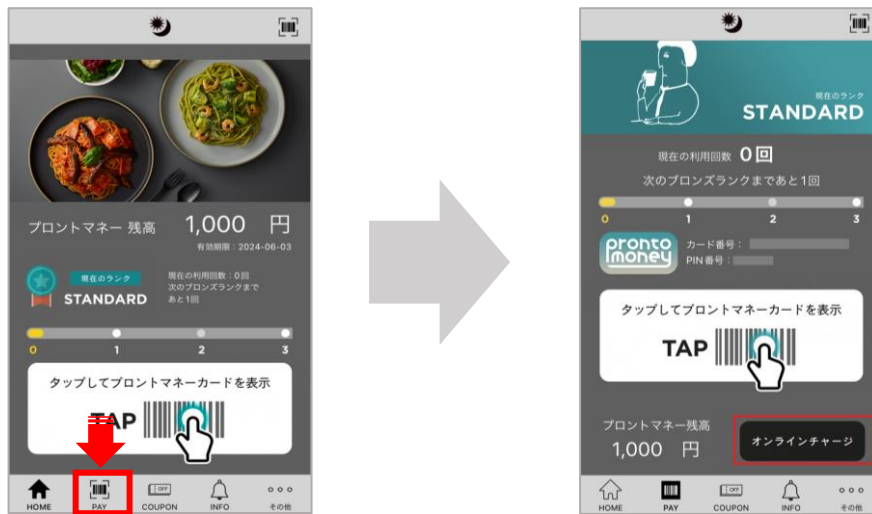 プロントマネー 残高 1,000 円
有効期限：2024-06-03
現在のランク
STANDARD
現在の利用回数：0回
次のブロンズランクまで
あと1回
0 1 2 3
タップしてプロントマネーカードを表示
TAP
HOME PAY COUPON INFO その他
OFF
現在のランク
STANDARD
現在の利用回数 0回
次のブロンズランクまであと1回
0 1 2 3
pronto
money
カード番号：
PIN番号：
タップしてプロントマネーカードを表示
TAP
プロントマネー残高
1,000 円
オンラインチャージ
OFF
HOME PAY COUPON INFO その他